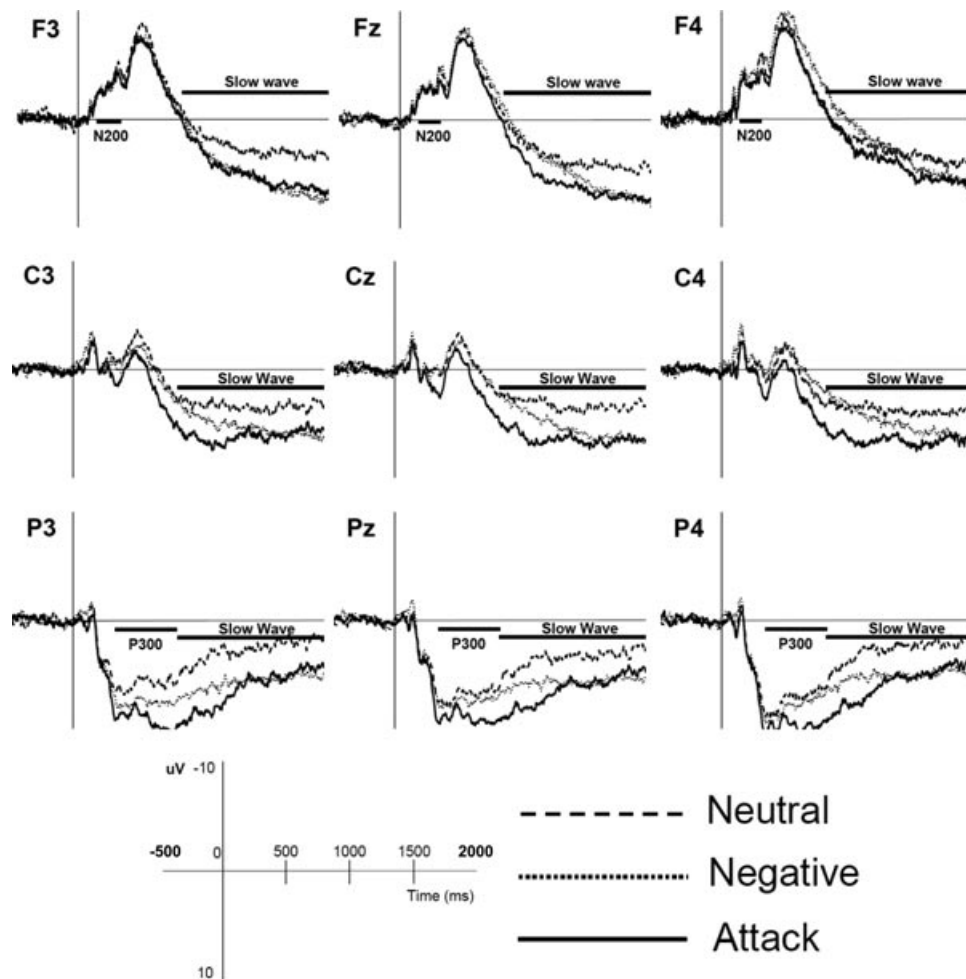 F3
Fz
F4
Slow wave
Slow wave
Slow wave
N200
N200
N200
C3
Cz
C4
Slow Wave
Slow Wave
Slow Wave
P3
Pz
P4
Slow Wave
Slow Wave
Slow Wave
P300
P300
P300
uV -10
-500 0 500 1000 1500 2000
Time (ms)
10
Neutral
Negative
Attack